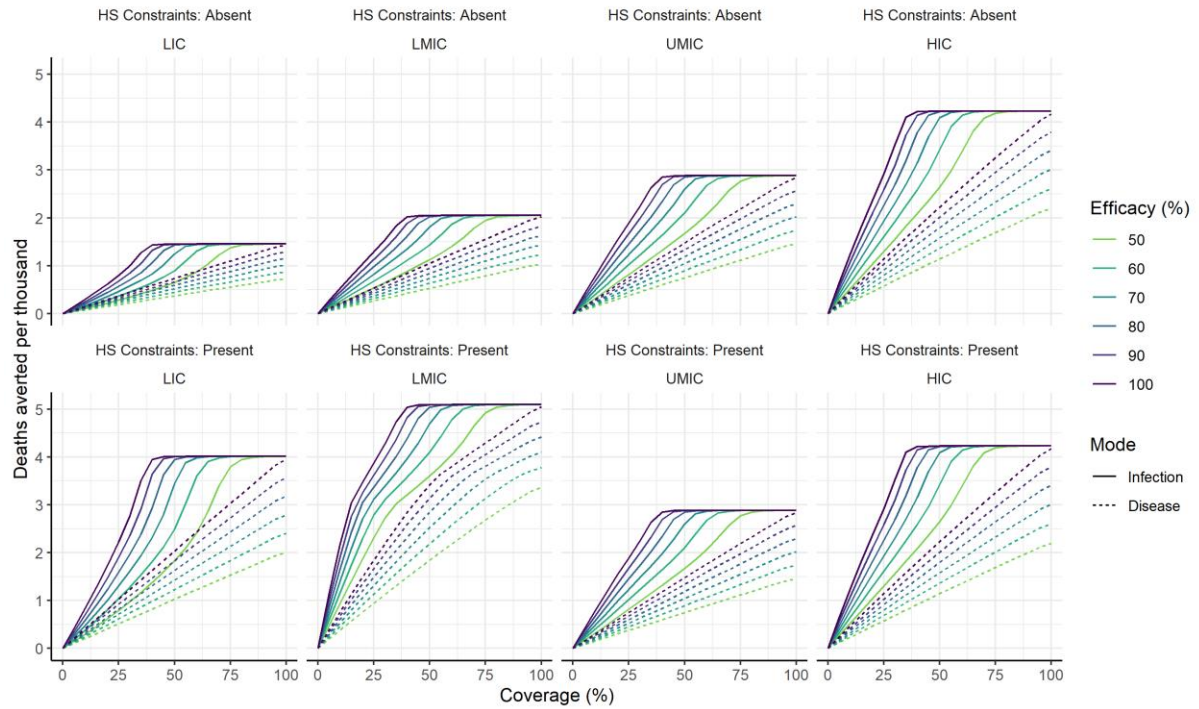 HS Constraints: Absent
LIC
HS Constraints: Absent
LMIC
HS Constraints: Absent
UMIC
HS Constraints: Absent
HIC
5
4
3
2
1
0
HS Constraints: Present
LIC
HS Constraints: Present
LMIC
HS Constraints: Present
UMIC
HS Constraints: Present
HIC
5
4
3
2
1
0
0 25 50 75 100
0 25 50 75 100
0 25 50 75 100
0 25 50 75 100
Coverage (%)
Deaths averted per thousand
Efficacy (%)
50
60
70
80
90
100
Mode
Infection
Disease